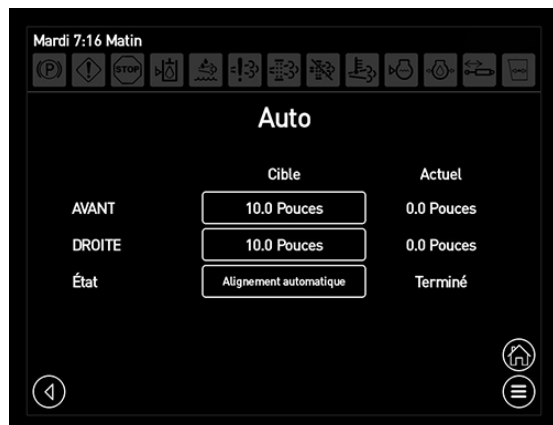 Mardi 7:16 Matin
(P) STOP
Auto
Cible Actuel
AVANT 10.0 Pouces 0.0 Pouces
DROITE 10.0 Pouces 0.0 Pouces
État Alignement automatique Terminé